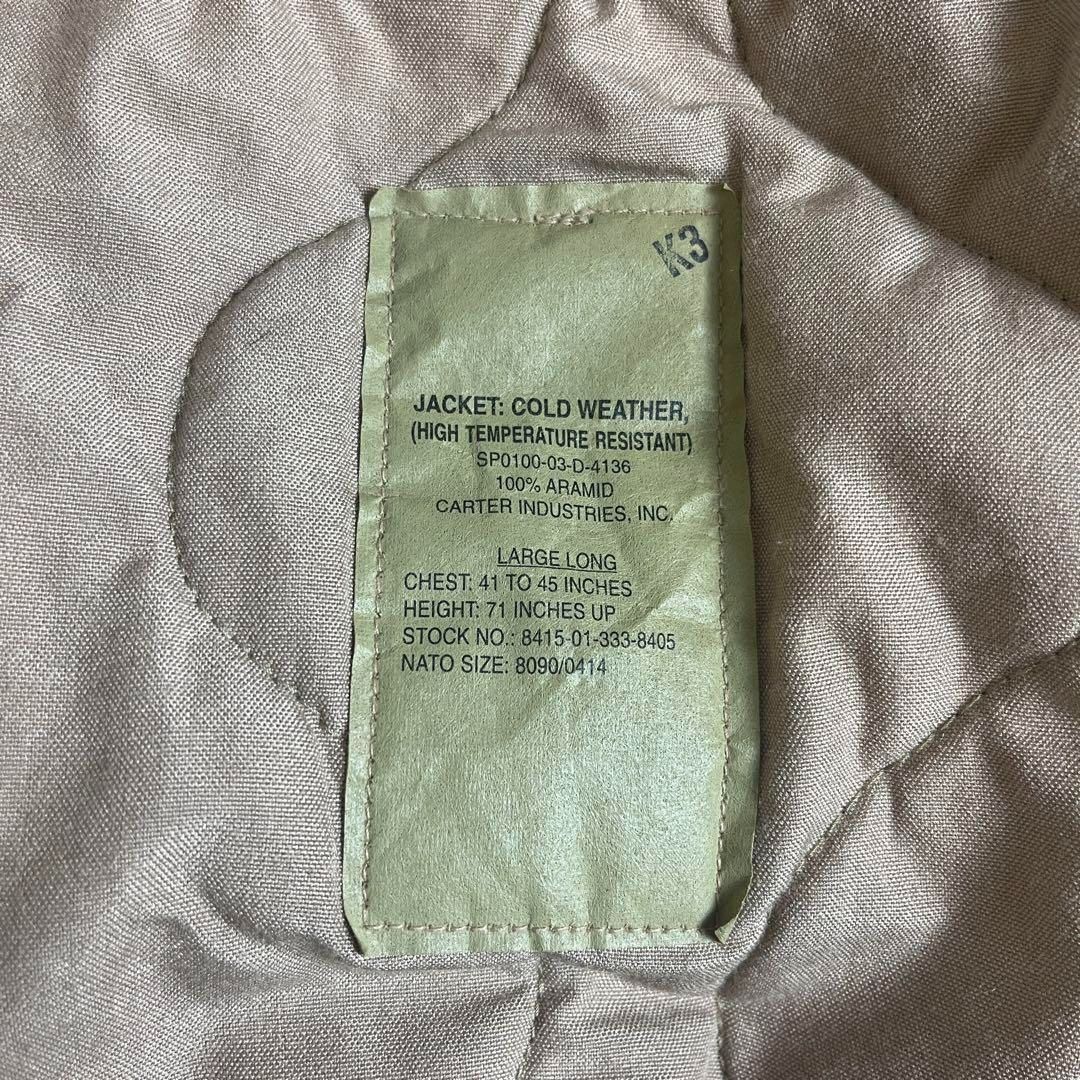 K3
JACKET: COLD WEATHER,
(HIGH TEMPERATURE RESISTANT)
SP0100-03-D-4136
100% ARAMID
CARTER INDUSTRIES, INC.
LARGE LONG
CHEST: 41 TO 45 INCHES
HEIGHT: 71 INCHES UP
STOCK NO.: 8415-01-333-8405
NATO SIZE: 8090/0414